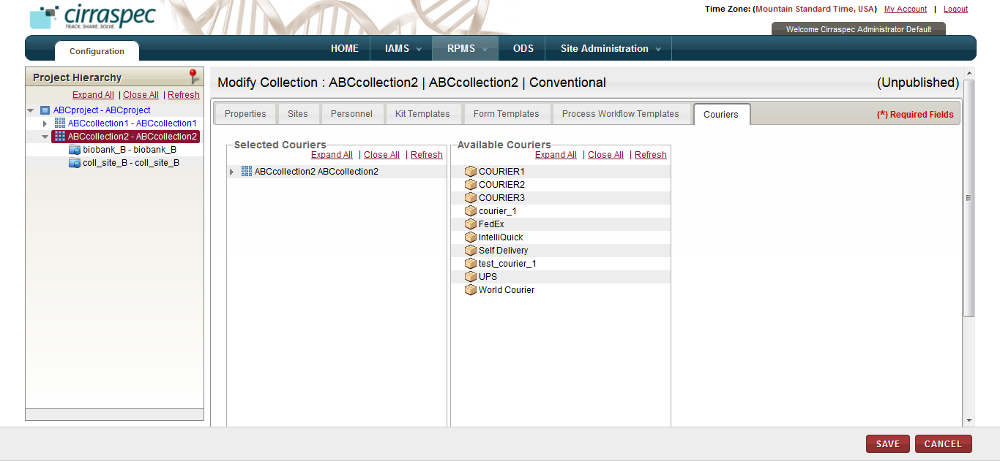 cirraspec
TRACK. SHARE. SOLVE.
Time Zone: (Mountain Standard Time, USA) My Account | Logout
Welcome Cirraspec Administrator Default
Configuration
HOME IAMS RPMS ODS Site Administration
Project Hierarchy
Expand All | Close All | Refresh
ABCproject - ABCproject
ABCcollection1 - ABCcollection1
ABCcollection2 - ABCcollection2
biobank_B - biobank_B
coll_site_B - coll_site_B
Modify Collection : ABCcollection2 | ABCcollection2 | Conventional (Unpublished)
Properties Sites Personnel Kit Templates Form Templates Process Workflow Templates Couriers (*) Required Fields
Selected Couriers
Expand All | Close All | Refresh
ABCcollection2 ABCcollection2
Available Couriers
Expand All | Close All | Refresh
COURIER1
COURIER2
COURIER3
courier_1
FedEx
IntelliQuick
Self Delivery
test_courier_1
UPS
World Courier
SAVE CANCEL